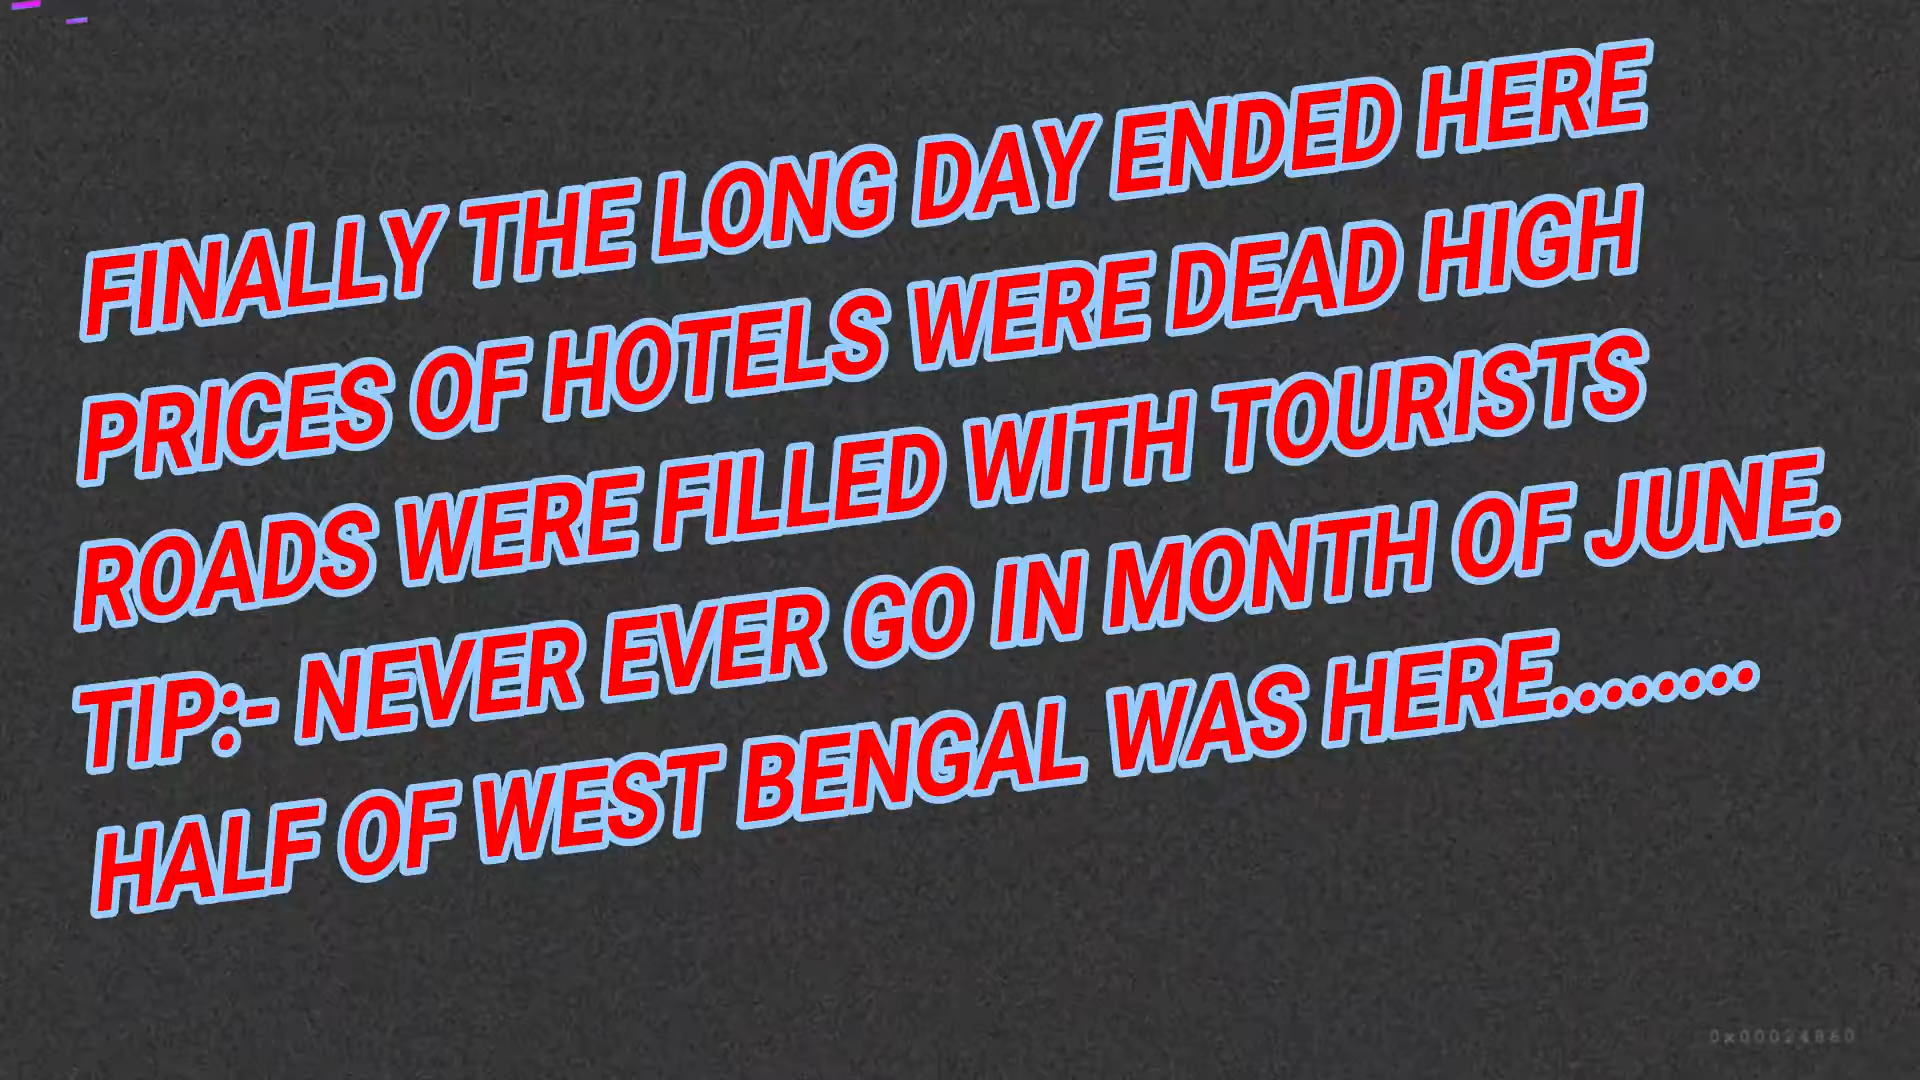 FINALLY THE LONG DAY ENDED HERE
PRICES OF HOTELS WERE DEAD HIGH
ROADS WERE FILLED WITH TOURISTS
TIP:- NEVER EVER GO IN MONTH OF JUNE.
HALF OF WEST BENGAL WAS HERE........
0x00024860